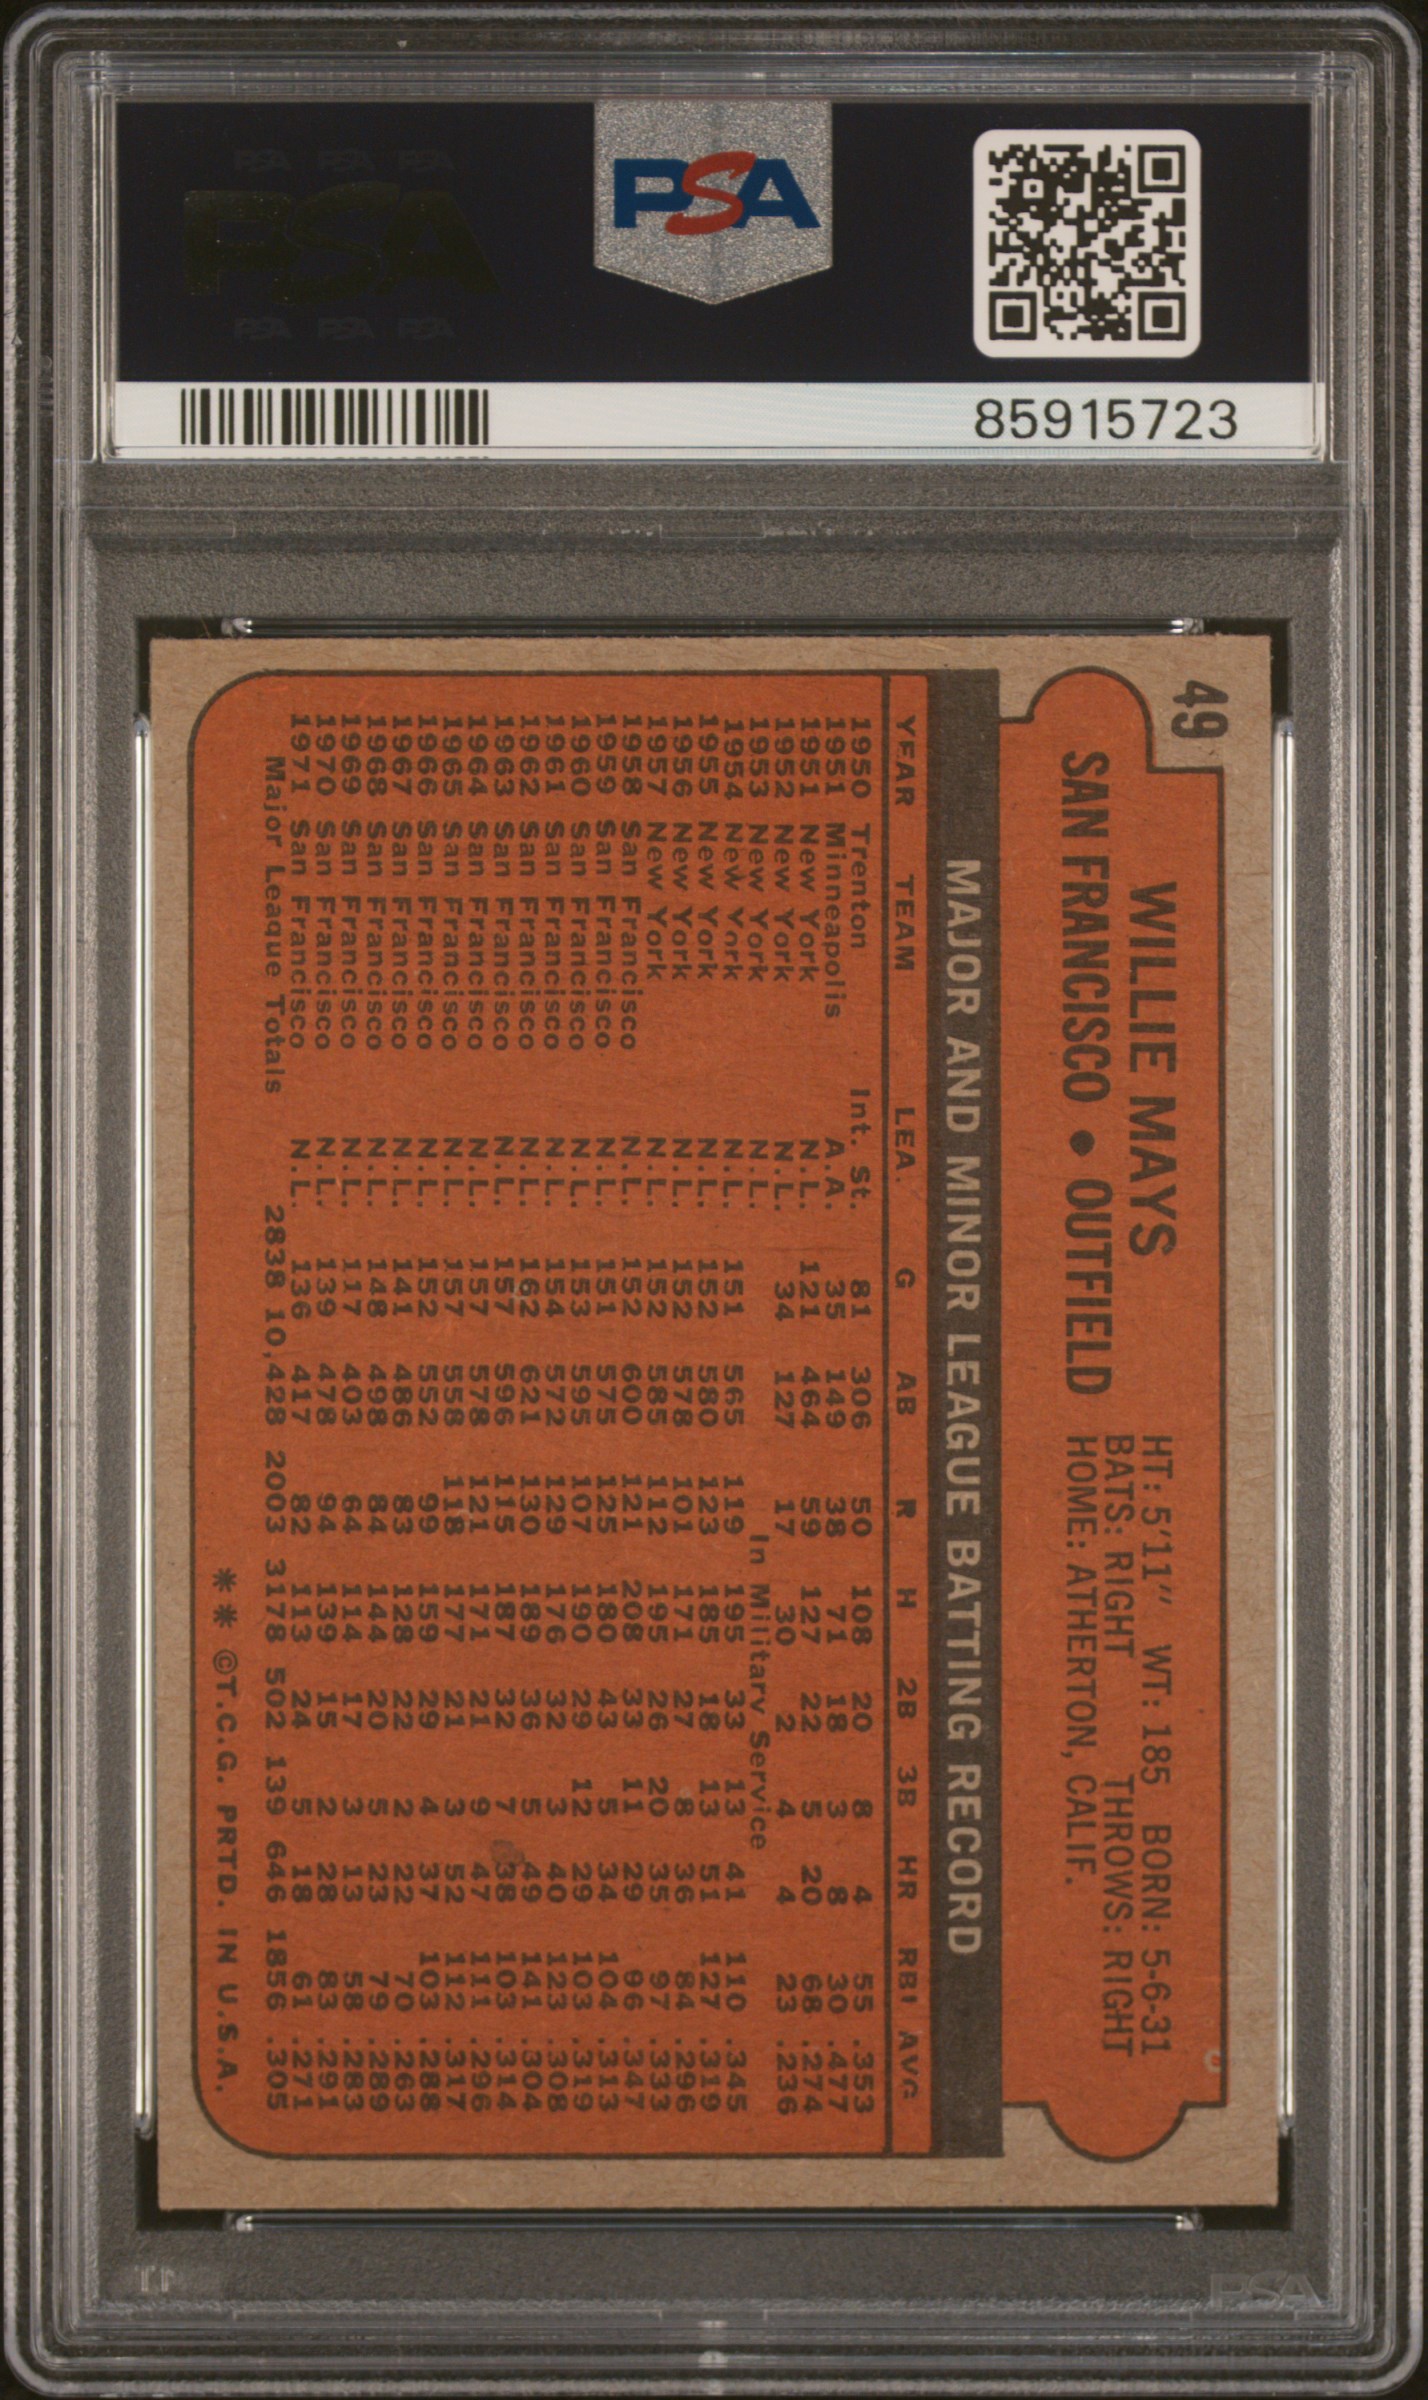 PSA PSA PSA
PSA
PSA PSA PSA
PSA
85915723
49
WILLIE MAYS
SAN FRANCISCO • OUTFIELD
HT: 5'11" WT: 185 BORN: 5-6-31
BATS: RIGHT THROWS: RIGHT
HOME: ATHERTON, CALIF.
MAJOR AND MINOR LEAGUE BATTING RECORD
YEAR TEAM LEA. G AB R H 2B 3B HR RBI AVG
1950 Trenton Int. St. 81 306 50 108 20 8 4 55 .353
1951 Minneapolis A.A. 35 149 38 71 18 3 8 30 .477
1951 New York N.L. 121 464 59 127 22 5 20 68 .274
1952 New York N.L. 34 127 17 30 2 4 4 23 .236
1953 New York N.L. In Military Service
1954 New York N.L. 151 565 119 195 33 13 41 110 .345
1955 New York N.L. 152 580 123 185 18 13 51 127 .319
1956 New York N.L. 152 578 101 171 27 8 36 84 .296
1957 New York N.L. 152 585 112 195 26 20 35 97 .333
1958 San Francisco N.L. 152 600 121 208 33 11 29 96 .347
1959 San Francisco N.L. 151 575 125 180 43 5 34 104 .313
1960 San Francisco N.L. 153 595 107 190 29 12 29 103 .319
1961 San Francisco N.L. 154 572 129 176 32 3 40 123 .308
1962 San Francisco N.L. 162 621 130 189 36 5 49 141 .304
1963 San Francisco N.L. 157 596 115 187 32 7 38 103 .314
1964 San Francisco N.L. 157 578 121 171 21 9 47 111 .296
1965 San Francisco N.L. 157 558 118 177 21 3 52 112 .317
1966 San Francisco N.L. 152 552 99 159 29 4 37 103 .288
1967 San Francisco N.L. 141 486 83 128 22 2 22 70 .263
1968 San Francisco N.L. 148 498 84 144 20 5 23 79 .289
1969 San Francisco N.L. 117 403 64 114 17 3 13 58 .283
1970 San Francisco N.L. 139 478 94 139 15 2 28 83 .291
1971 San Francisco N.L. 136 417 82 113 24 5 18 61 .271
Major League Totals 2838 10,428 2003 3178 502 139 646 1856 .305
** ©T.C.G. PRTD. IN U.S.A.
PSA